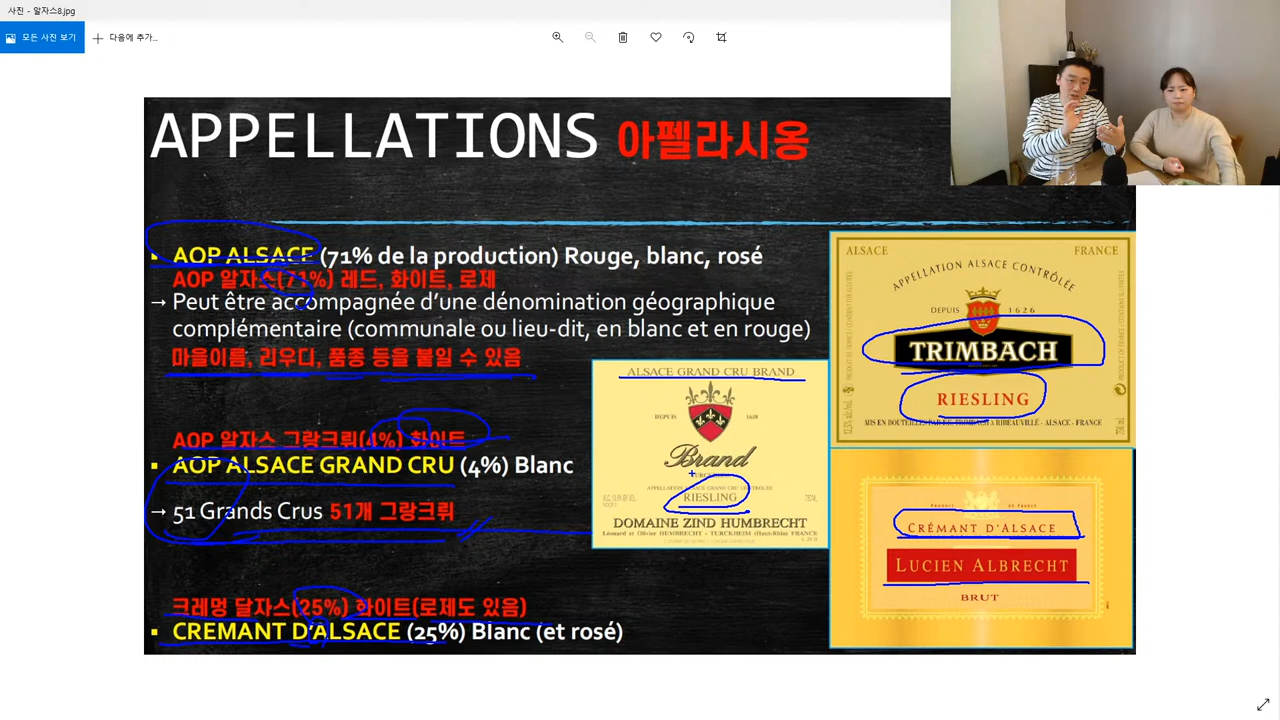 사진 - 알자스8.jpg
모든 사진 보기
다음에 추가...
APPELLATIONS 아펠라시옹
AOP ALSACE (71% de la production) Rouge, blanc, rosé
AOP 알자스(71%) 레드, 화이트, 로제
→ Peut être accompagnée d'une dénomination géographique
complémentaire (communale ou lieu-dit, en blanc et en rouge)
마을이름, 리우디, 품종 등을 붙일 수 있음
AOP 알자스 그랑크뤼(4%) 화이트
AOP ALSACE GRAND CRU (4%) Blanc
→ 51 Grands Crus 51개 그랑크뤼
크레멍 달자스(25%) 화이트(로제도 있음)
CREMANT D'ALSACE (25%) Blanc (et rosé)
ALSACE GRAND CRU BRAND
DEPUIS
Brand
APPELLATION ALSACE GRAND CRU CONTROLEE
RIESLING
DOMAINE ZIND HUMBRECHT
Léonard et Olivier HUMBRECHT - TURCKHEIM (Haut-Rhin) FRANCE
ALSACE FRANCE
APPELLATION ALSACE CONTRÔLÉE
DEPUIS 1626
TRIMBACH
RIESLING
MIS EN BOUTEILLE PAR F.E. TRIMBACH À RIBEAUVILLÉ - ALSACE - FRANCE
CRÉMANT D'ALSACE
LUCIEN ALBRECHT
BRUT